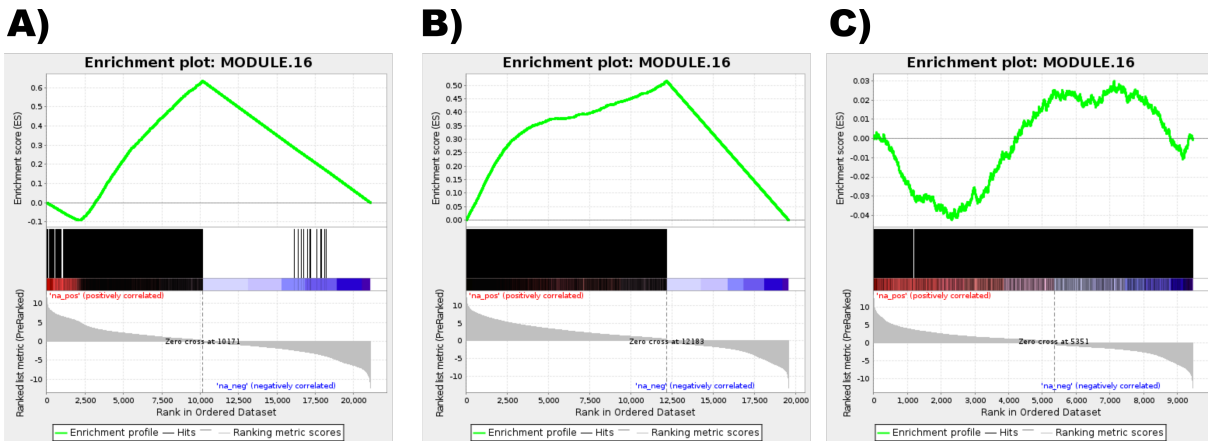 A)
Enrichment plot: MODULE.16
Enrichment score (ES)
0.6
0.5
0.4
0.3
0.2
0.1
0.0
-0.1
'na_pos' (positively correlated)
Ranked list metric (PreRanked)
10
5
0
-5
-10
Zero cross at 10171
'na_neg' (negatively correlated)
0
2,500
5,000
7,500
10,000
12,500
15,000
17,500
20,000
Rank in Ordered Dataset
Enrichment profile — Hits Ranking metric scores
B)
Enrichment plot: MODULE.16
Enrichment score (ES)
0.50
0.45
0.40
0.35
0.30
0.25
0.20
0.15
0.10
0.05
0.00
'na_pos' (positively correlated)
Ranked list metric (PreRanked)
10
5
0
-5
-10
Zero cross at 12183
'na_neg' (negatively correlated)
0
2,500
5,000
7,500
10,000
12,500
15,000
17,500
20,000
Rank in Ordered Dataset
Enrichment profile — Hits Ranking metric scores
C)
Enrichment plot: MODULE.16
Enrichment score (ES)
0.03
0.02
0.01
0.00
-0.01
-0.02
-0.03
-0.04
'na_pos' (positively correlated)
Ranked list metric (PreRanked)
10
5
0
-5
-10
Zero cross at 5351
'na_neg' (negatively correlated)
0
1,000
2,000
3,000
4,000
5,000
6,000
7,000
8,000
9,000
Rank in Ordered Dataset
Enrichment profile — Hits Ranking metric scores